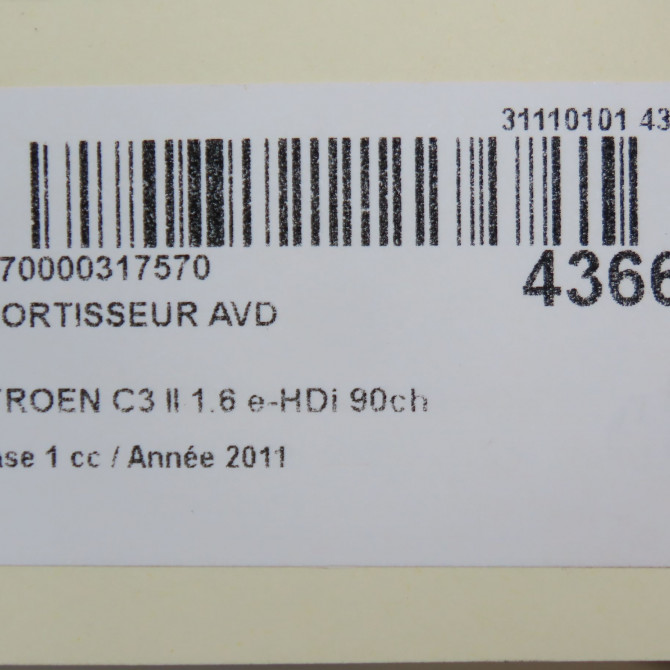 31110101 43
70000317570
4366
ORTISSEUR AVD
TROEN C3 II 1.6 e-HDi 90ch
ase 1 cc / Année 2011